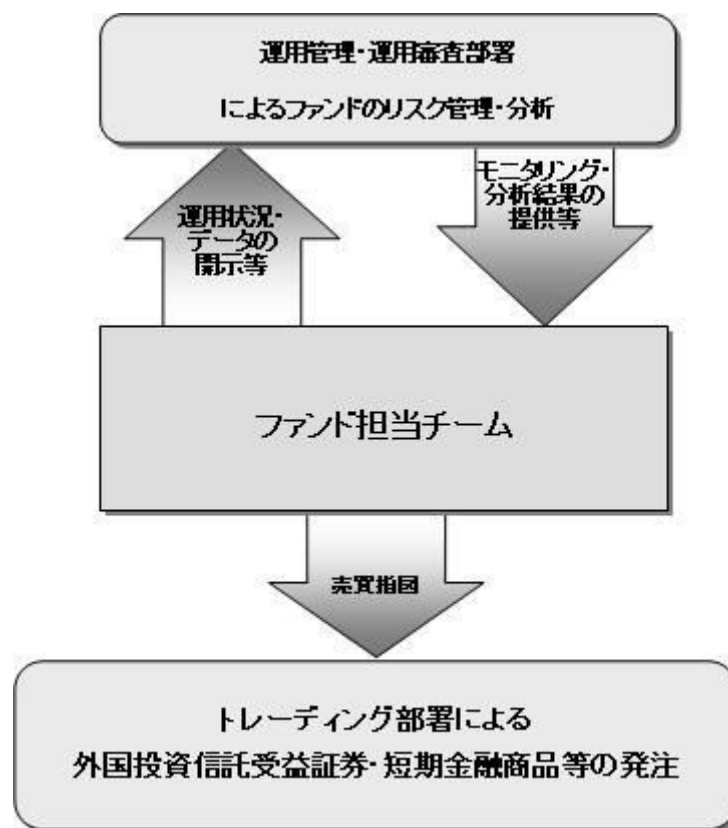 運用管理・運用審査部署
によるファンドのリスク管理・分析
運用状況・
データの
開示等
モニタリング・
分析結果の
提供等
ファンド担当チーム
売買指図
トレーディング部署による
外国投資信託受益証券・短期金融商品等の発注